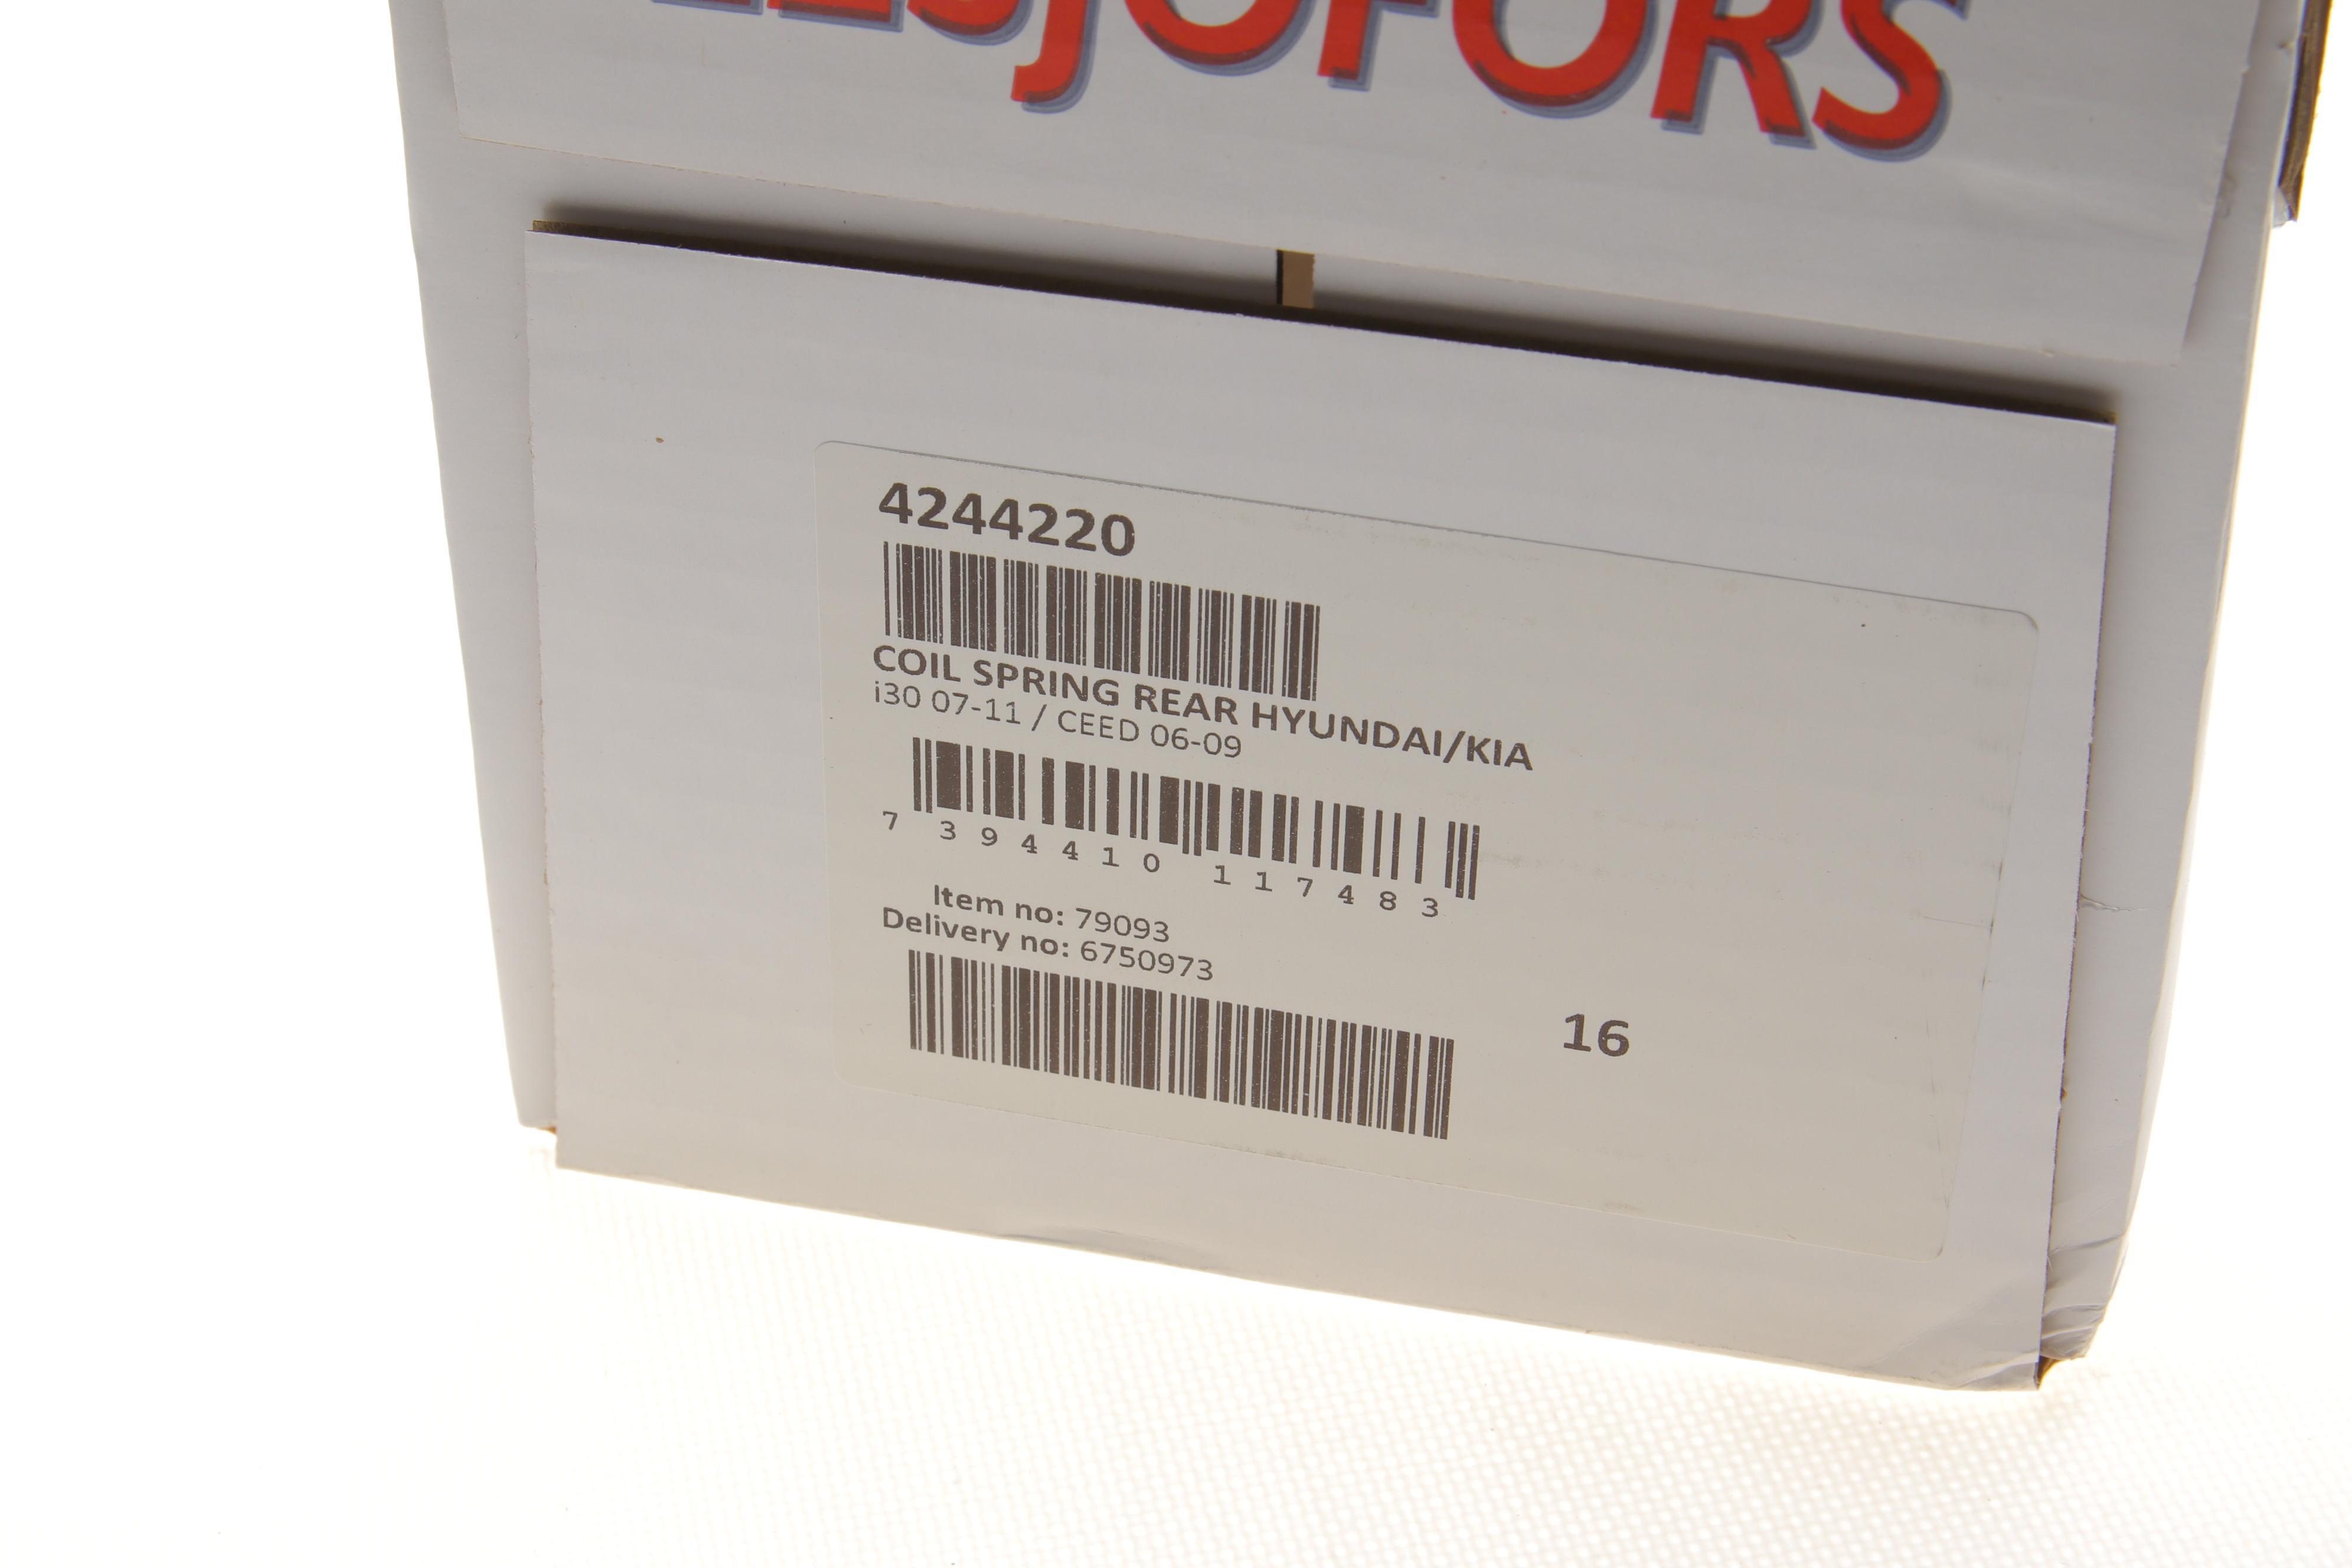 LESJOFORS
4244220
COIL SPRING REAR HYUNDAI/KIA
i30 07-11 / CEED 06-09
7 394410 117483
Item no: 79093
Delivery no: 6750973
16